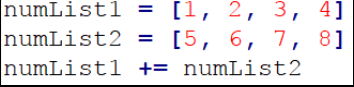 numList1 = [1, 2, 3, 4]
numList2 = [5, 6, 7, 8]
numList1 += numList2